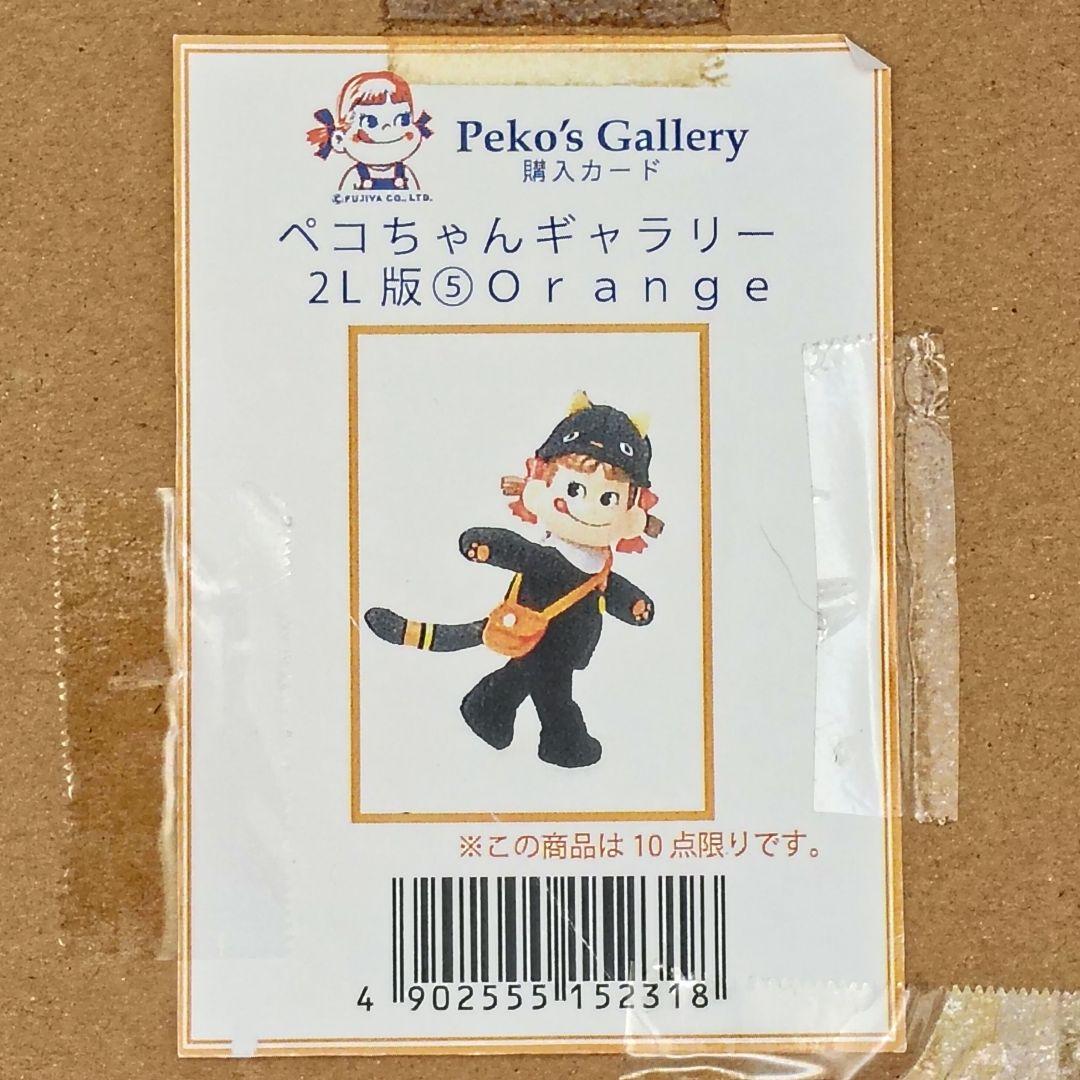 Peko's Gallery
購入カード
©FUJIYA CO., LTD.
ペコちゃんギャラリー
2L版⑤Orange
※この商品は10点限りです。
4 902555 152318